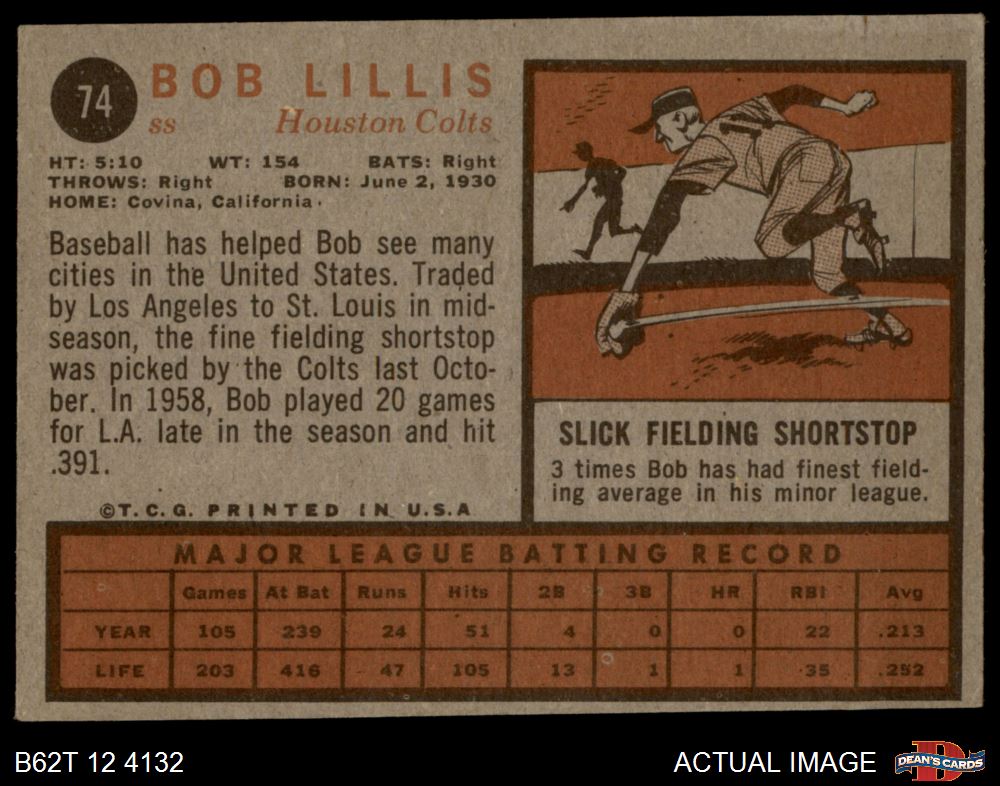 74
BOB LILLIS
ss Houston Colts
HT: 5:10 WT: 154 BATS: Right
THROWS: Right BORN: June 2, 1930
HOME: Covina, California.
Baseball has helped Bob see many
cities in the United States. Traded
by Los Angeles to St. Louis in mid-
season, the fine fielding shortstop
was picked by the Colts last Octo-
ber. In 1958, Bob played 20 games
for L.A. late in the season and hit
.391.
©T.C.G. PRINTED IN U.S.A
SLICK FIELDING SHORTSTOP
3 times Bob has had finest field-
ing average in his minor league.
MAJOR LEAGUE BATTING RECORD
Games At Bat Runs Hits 2B 3B HR RBI Avg
YEAR 105 239 24 51 4 0 0 22 .213
LIFE 203 416 47 105 13 1 1 35 .252
B62T 12 4132
ACTUAL IMAGE
DEAN'S CARDS